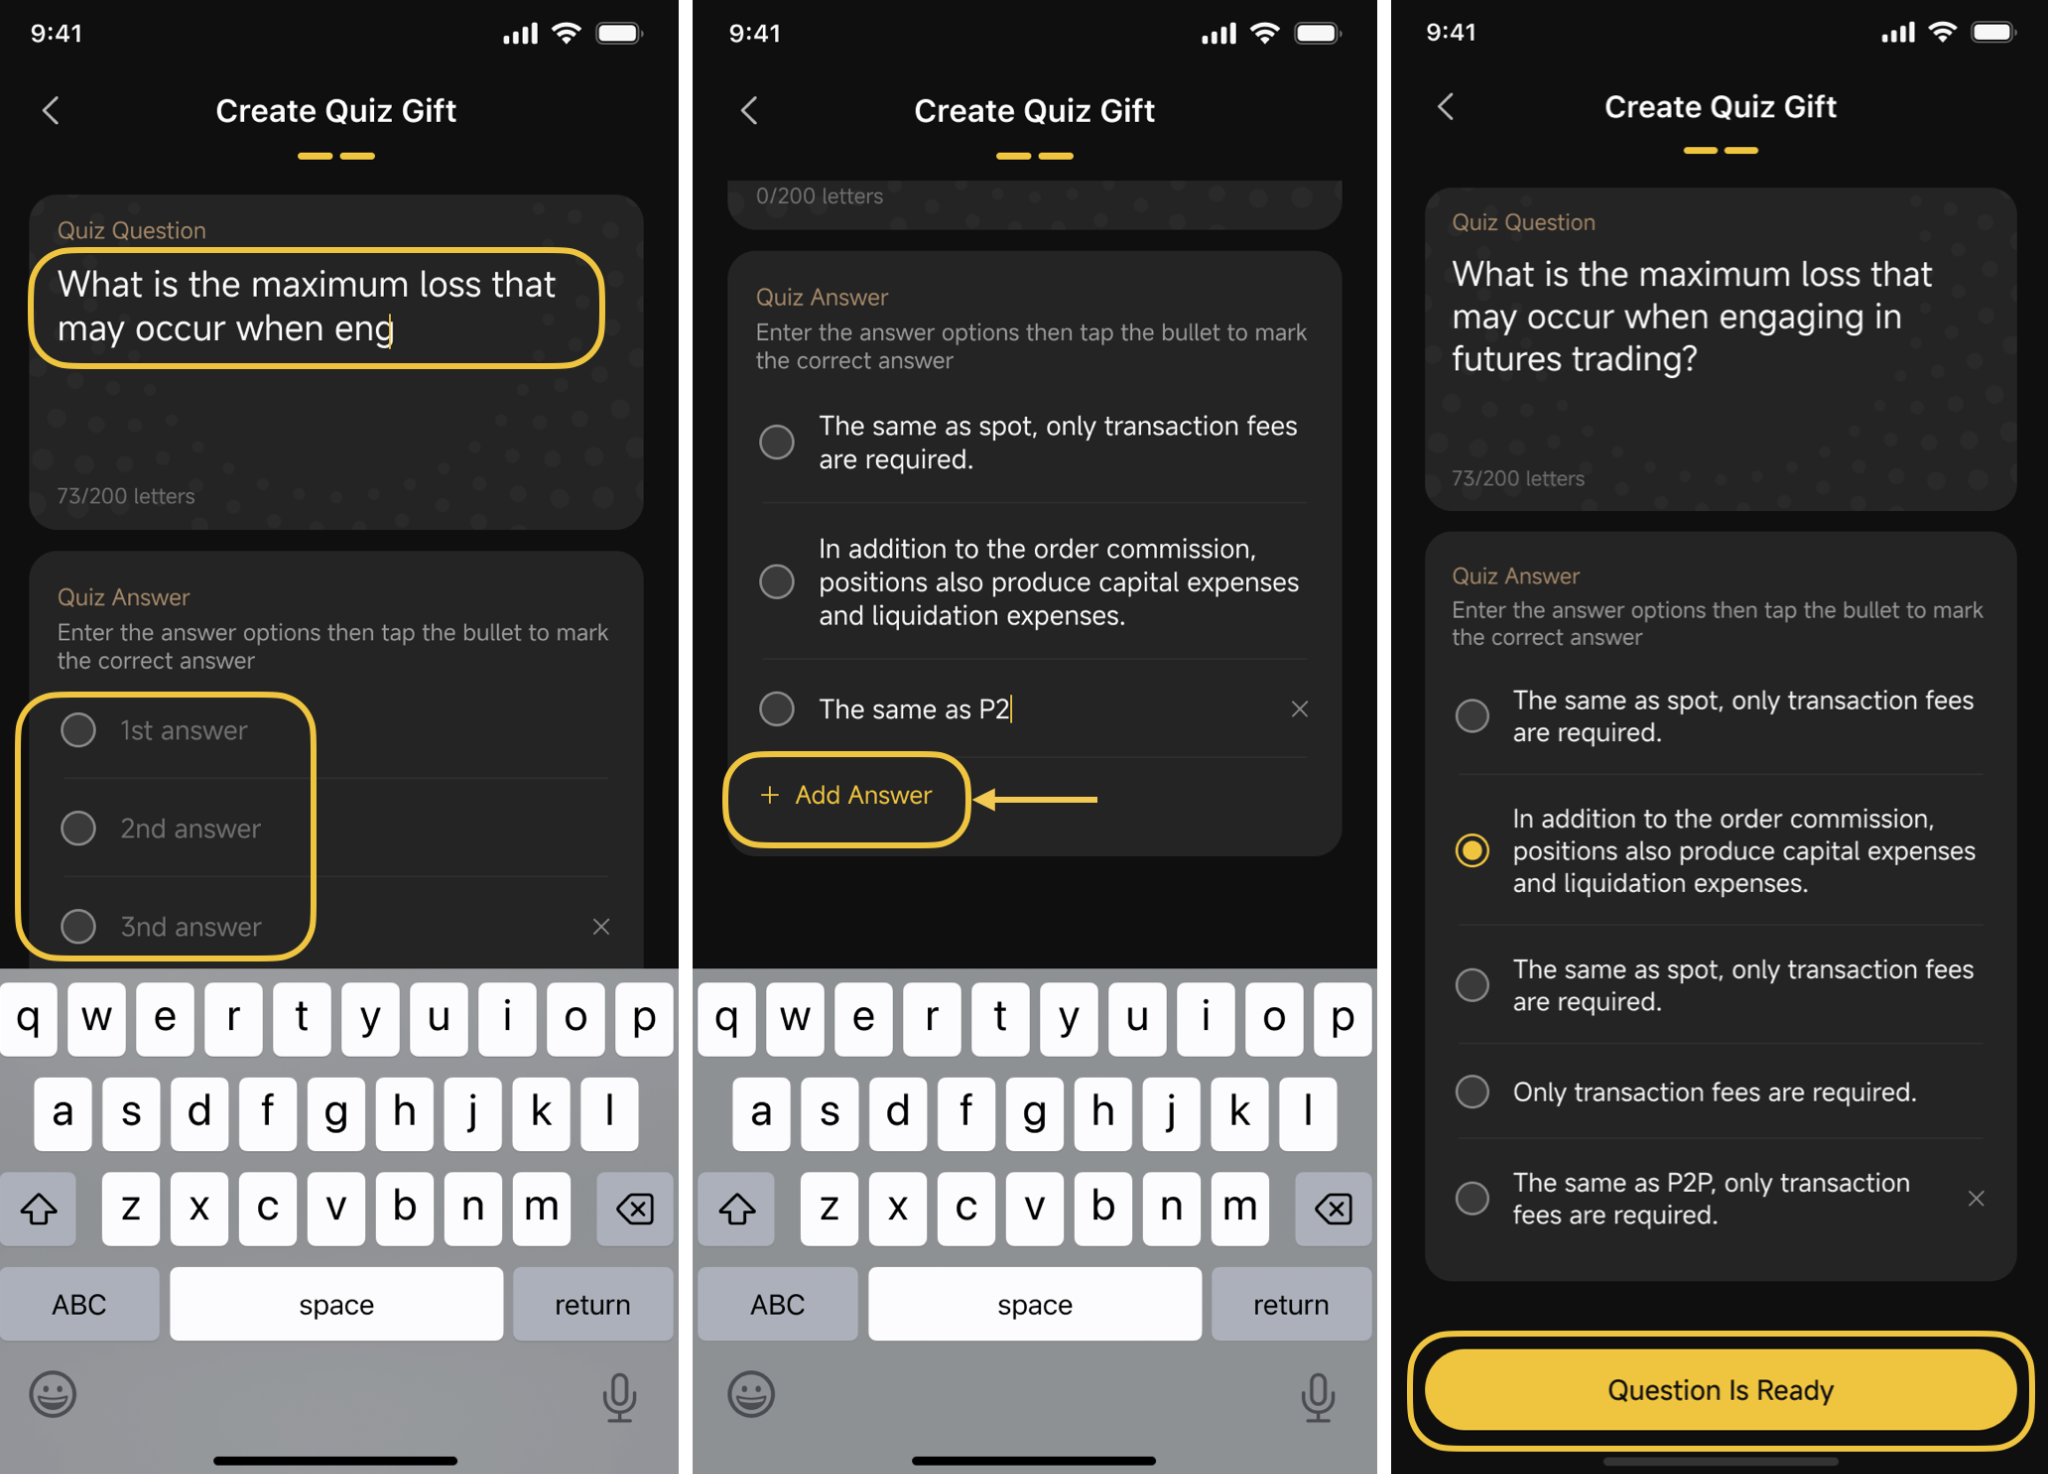 9:41
Create Quiz Gift
Quiz Question
What is the maximum loss that
may occur when eng
73/200 letters
Quiz Answer
Enter the answer options then tap the bullet to mark
the correct answer
1st answer
2nd answer
3nd answer
q w e r t y u i o p
a s d f g h j k l
z x c v b n m
ABC space return
9:41
Create Quiz Gift
0/200 letters
Quiz Answer
Enter the answer options then tap the bullet to mark
the correct answer
The same as spot, only transaction fees
are required.
In addition to the order commission,
positions also produce capital expenses
and liquidation expenses.
The same as P2
+ Add Answer
q w e r t y u i o p
a s d f g h j k l
z x c v b n m
ABC space return
9:41
Create Quiz Gift
Quiz Question
What is the maximum loss that
may occur when engaging in
futures trading?
73/200 letters
Quiz Answer
Enter the answer options then tap the bullet to mark
the correct answer
The same as spot, only transaction fees
are required.
In addition to the order commission,
positions also produce capital expenses
and liquidation expenses.
The same as spot, only transaction fees
are required.
Only transaction fees are required.
The same as P2P, only transaction
fees are required.
Question Is Ready